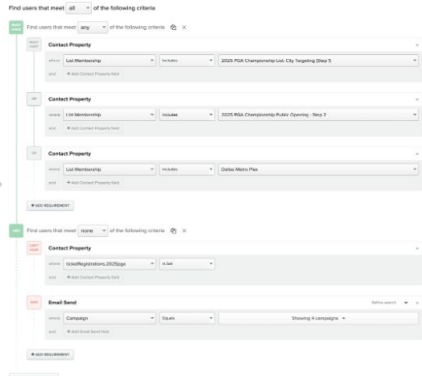 Find users that meet all of the following criteria
Find users that meet any of the following criteria
Contact Property
where List Membership includes 2025 PGA Championship List: City Targeting (Step 1)
and + Add Contact Property field
OR
Contact Property
where List Membership includes 2025 PGA Championship Public Opening - Step 2
and + Add Contact Property field
OR
Contact Property
where List Membership includes Dallas Metro Plex
and + Add Contact Property field
+ ADD REQUIREMENT
AND
Find users that meet none of the following criteria
Contact Property
where ticketRegistrations.2025pga is set
and + Add Contact Property field
Email Send
Refine search
where Campaign Equals Showing 4 campaigns
and + Add Email Send field
+ ADD REQUIREMENT